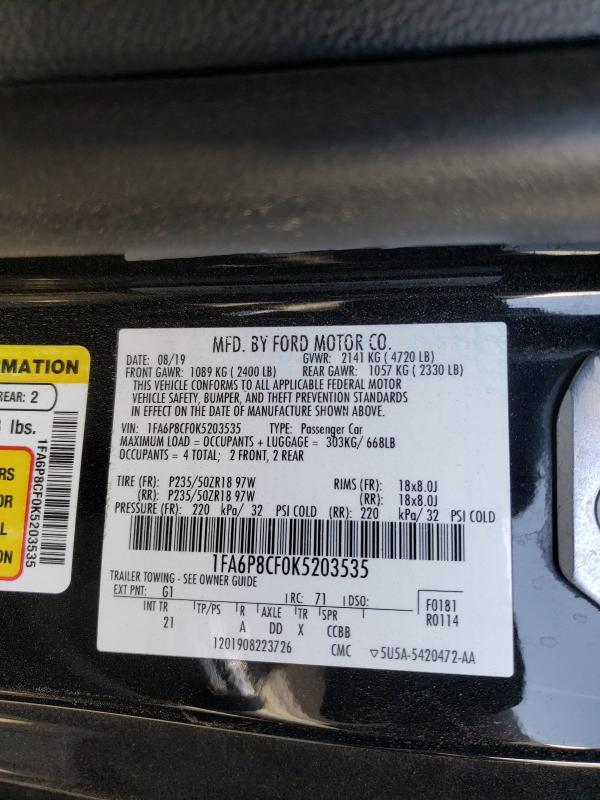 MFD. BY FORD MOTOR CO.
DATE: 08/19 GVWR: 2141 KG ( 4720 LB)
FRONT GAWR: 1089 KG ( 2400 LB) REAR GAWR: 1057 KG ( 2330 LB)
THIS VEHICLE CONFORMS TO ALL APPLICABLE FEDERAL MOTOR
VEHICLE SAFETY, BUMPER, AND THEFT PREVENTION STANDARDS
IN EFFECT ON THE DATE OF MANUFACTURE SHOWN ABOVE.
VIN: 1FA6P8CF0K5203535 TYPE: Passenger Car
MAXIMUM LOAD = OCCUPANTS + LUGGAGE = 303KG/ 668LB
OCCUPANTS = 4 TOTAL; 2 FRONT, 2 REAR
TIRE (FR): P235/50ZR18 97W RIMS (FR): 18x8.0J
(RR): P235/50ZR18 97W (RR): 18x8.0J
PRESSURE (FR): 220 kPa/ 32 PSI COLD (RR): 220 kPa/ 32 PSI COLD
1FA6P8CF0K5203535
TRAILER TOWING - SEE OWNER GUIDE
EXT PNT: G1 RC: 71 DSO: F0181
INT TR TP/PS R AXLE TR SPR R0114
21 A DD X CCBB
1201908223726 CMC ▽5U5A-5420472-AA
RMATION
REAR: 2
lbs.
RS
OR
L
ON
1FA6P8CF0K5203535